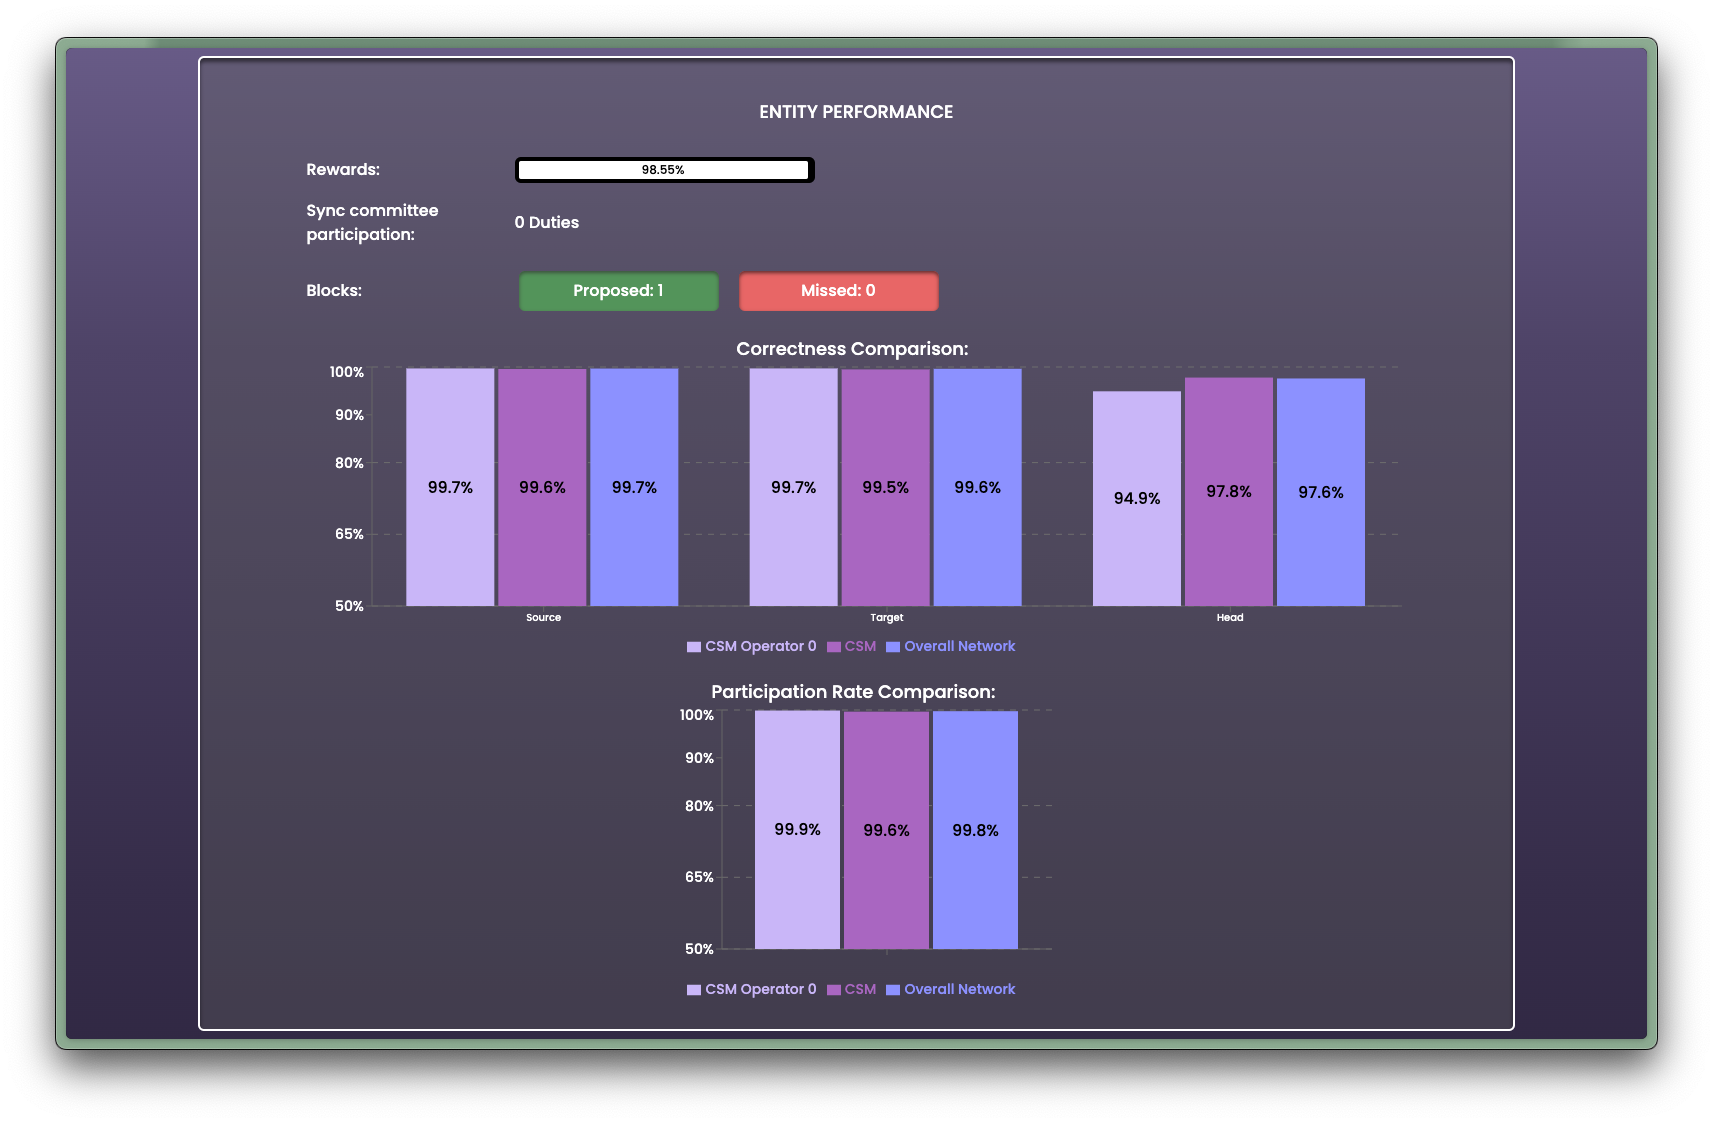 ENTITY PERFORMANCE
Rewards:
98.55%
Sync committee
participation:
0 Duties
Blocks:
Proposed: 1
Missed: 0
Correctness Comparison:
100%
90%
80%
65%
50%
99.7%
99.6%
99.7%
99.7%
99.5%
99.6%
94.9%
97.8%
97.6%
Source
Target
Head
CSM Operator 0
CSM
Overall Network
Participation Rate Comparison:
100%
90%
80%
65%
50%
99.9%
99.6%
99.8%
CSM Operator 0
CSM
Overall Network